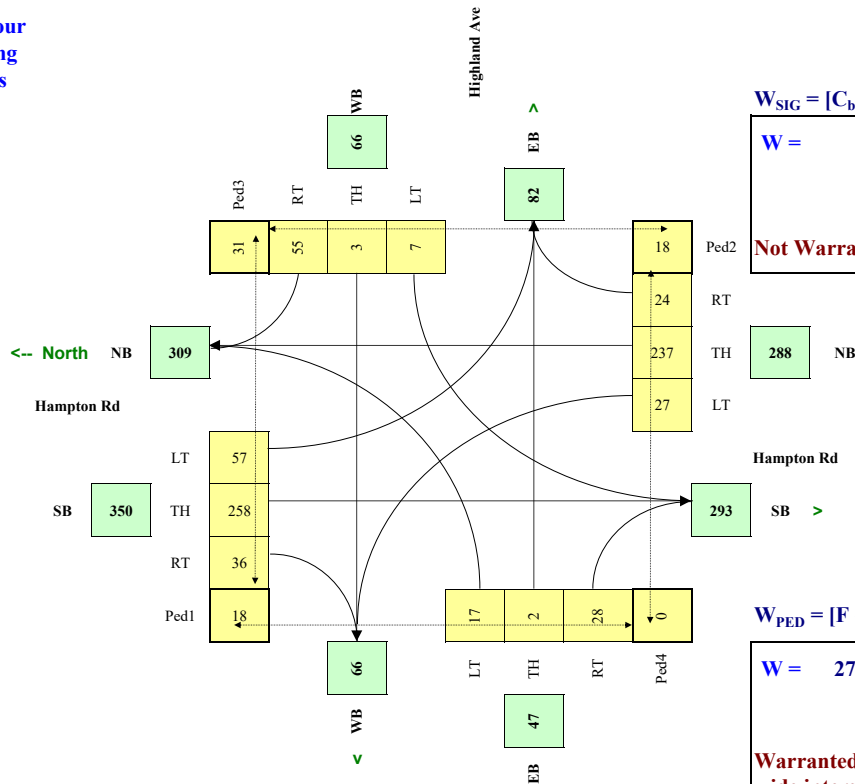 our
ng
s
Highland Ave
WB
66
EB
82
W_SIG = [C_b
W =
Not Warra
Ped3 RT TH LT
31 55 3 7
18 Ped2
24 RT
<-- North NB 309
237 TH 288 NB
Hampton Rd
27 LT
LT 57
Hampton Rd
SB 350 TH 258
293 SB >
RT 36
Ped1 18
17 2 28 0
LT TH RT Ped4
66
WB
<
47
EB
W_PED = [F
W = 27
Warranted